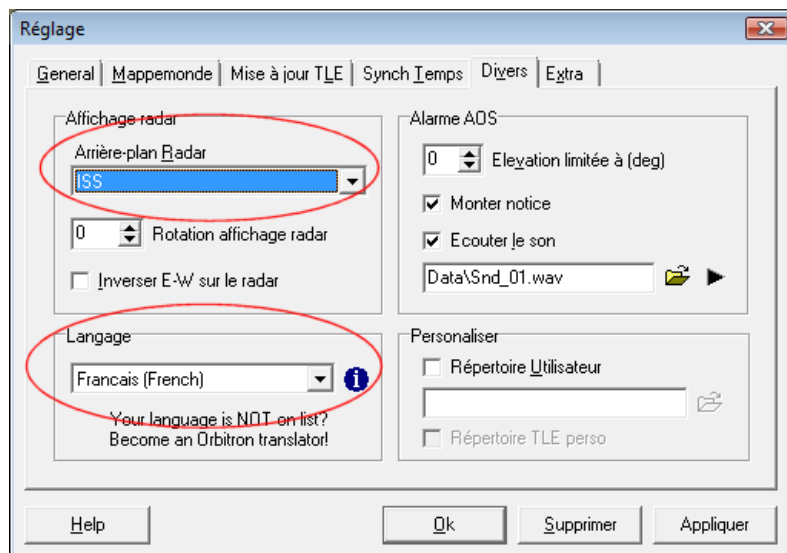 Réglage
General Mappemonde Mise à jour TLE Synch Temps Divers Extra
Affichage radar
Arrière-plan Radar
ISS
0 Rotation affichage radar
Inverser E-W sur le radar
Alarme AOS
0 Elevation limitée à (deg)
Monter notice
Ecouter le son
Data\Snd_01.wav
Langage
Francais (French)
Your language is NOT on list?
Become an Orbitron translator!
Personaliser
Répertoire Utilisateur
Répertoire TLE perso
Help Ok Supprimer Appliquer